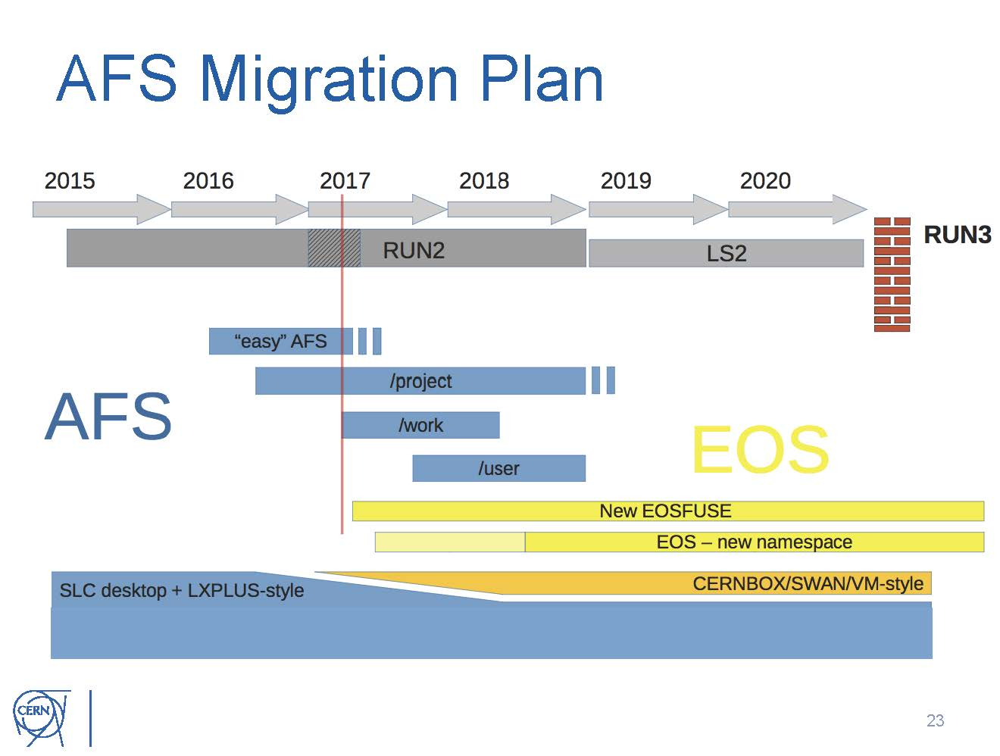 AFS Migration Plan
2015 2016 2017 2018 2019 2020
RUN3
RUN2
LS2
“easy” AFS
/project
AFS
/work
EOS
/user
New EOSFUSE
EOS – new namespace
CERNBOX/SWAN/VM-style
SLC desktop + LXPLUS-style
CERN
23